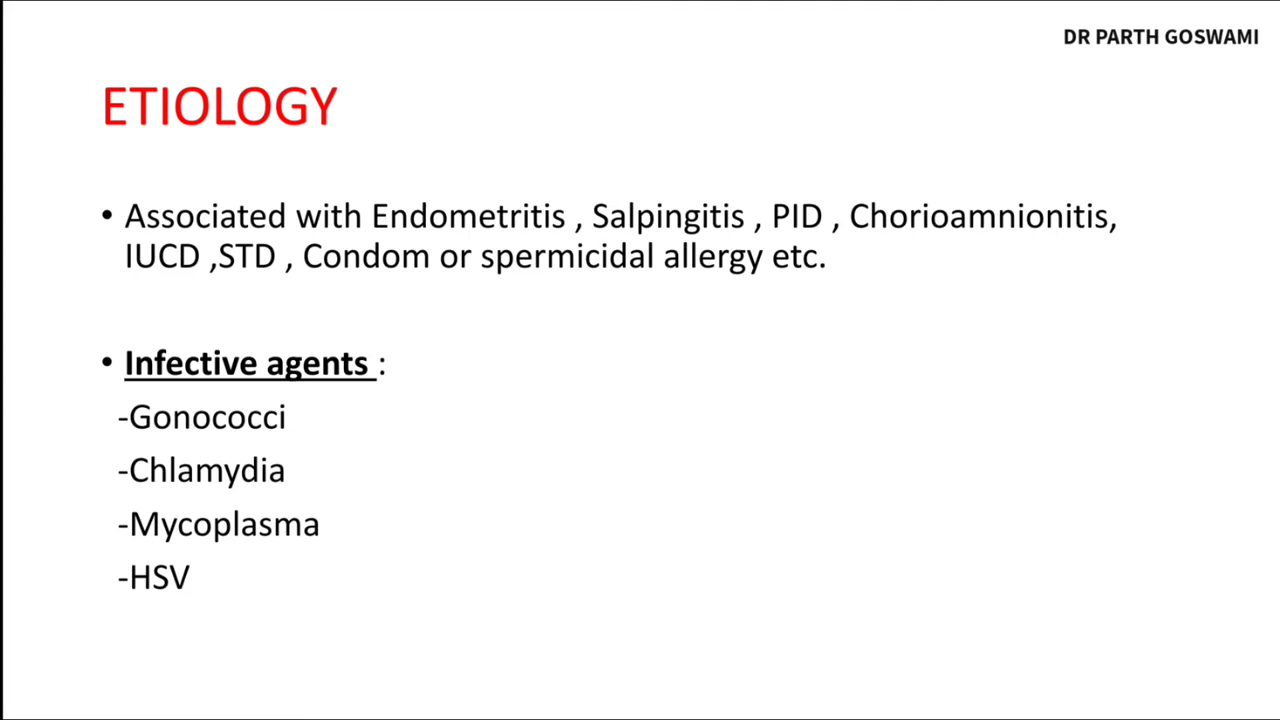 DR PARTH GOSWAMI
ETIOLOGY
• Associated with Endometritis , Salpingitis , PID , Chorioamnionitis,
IUCD ,STD , Condom or spermicidal allergy etc.
• Infective agents :
-Gonococci
-Chlamydia
-Mycoplasma
-HSV